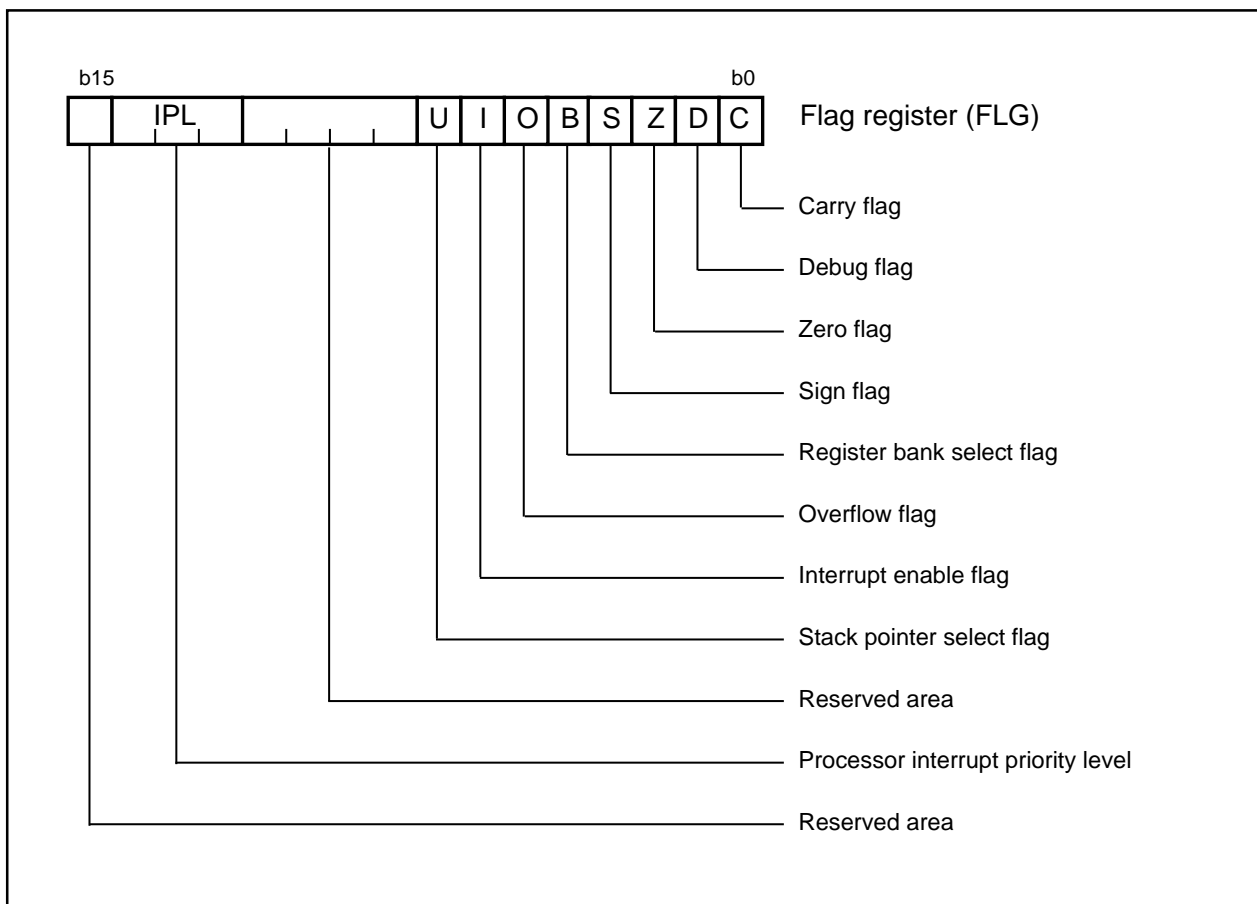 b15 b0
IPL U I O B S Z D C Flag register (FLG)
Carry flag
Debug flag
Zero flag
Sign flag
Register bank select flag
Overflow flag
Interrupt enable flag
Stack pointer select flag
Reserved area
Processor interrupt priority level
Reserved area